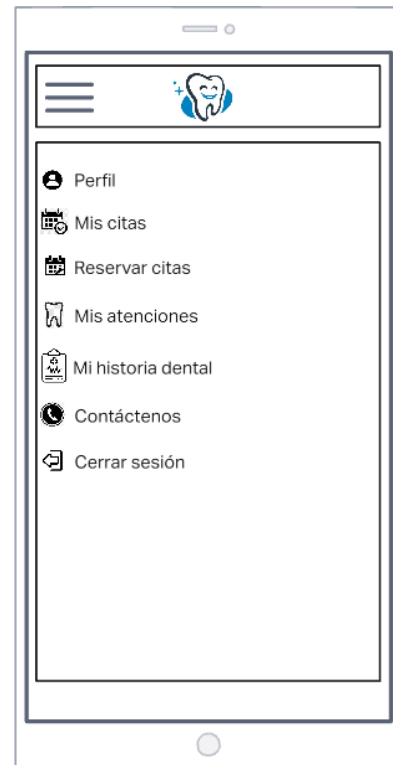 Perfil
Mis citas
Reservar citas
Mis atenciones
Mi historia dental
Contáctenos
Cerrar sesión